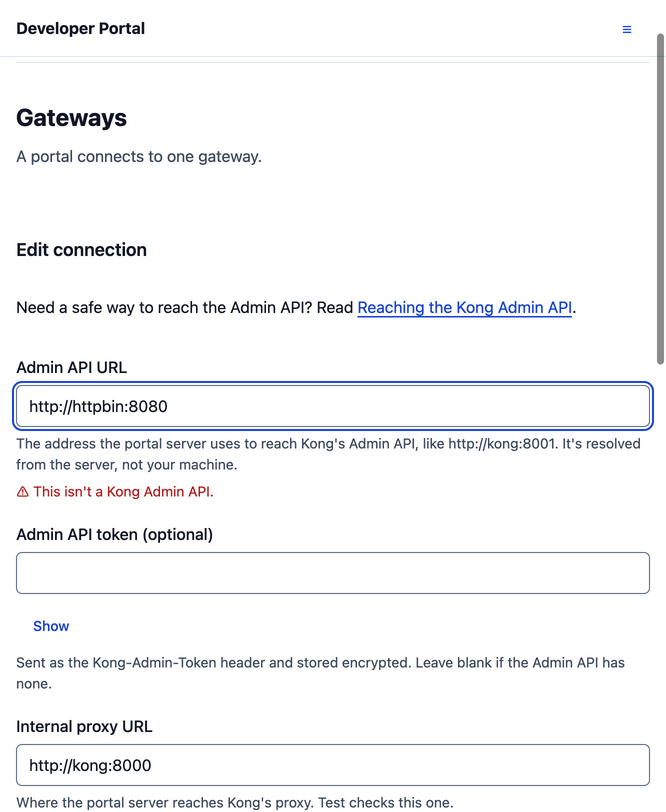 Developer Portal
Gateways
A portal connects to one gateway.
Edit connection
Need a safe way to reach the Admin API? Read Reaching the Kong Admin API.
Admin API URL
http://httpbin:8080
The address the portal server uses to reach Kong's Admin API, like http://kong:8001. It's resolved
from the server, not your machine.
This isn't a Kong Admin API.
Admin API token (optional)
Show
Sent as the Kong-Admin-Token header and stored encrypted. Leave blank if the Admin API has
none.
Internal proxy URL
http://kong:8000
Where the portal server reaches Kong's proxy. Test checks this one.